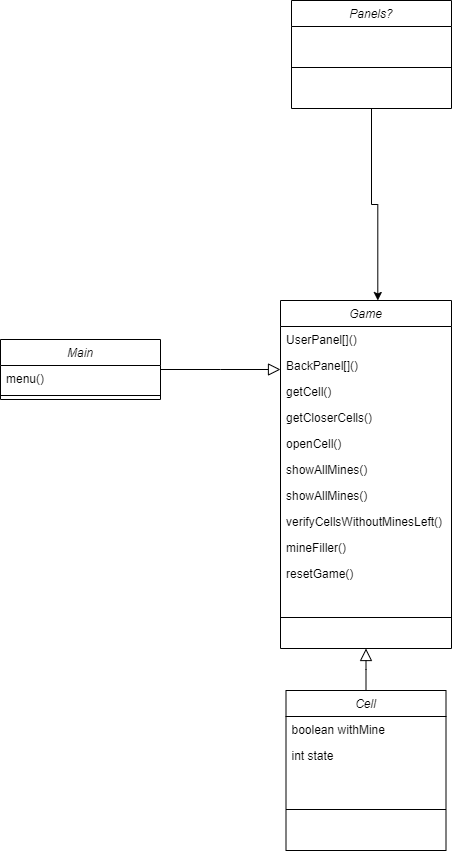 Panels?
Game
UserPanel[]()
BackPanel[]()
getCell()
getCloserCells()
openCell()
showAllMines()
showAllMines()
verifyCellsWithoutMinesLeft()
mineFiller()
resetGame()
Main
menu()
Cell
boolean withMine
int state